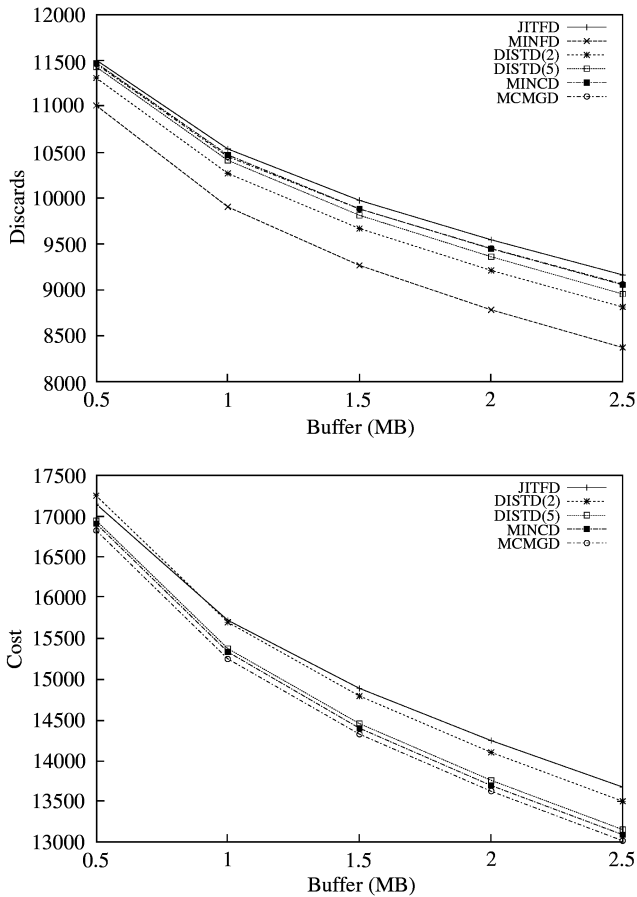 12000
11500
11000
10500
10000
9500
9000
8500
8000
Discards
0.5 1 1.5 2 2.5
Buffer (MB)
JITFD
MINFD
DISTD(2)
DISTD(5)
MINCD
MCMGD
17500
17000
16500
16000
15500
15000
14500
14000
13500
13000
Cost
0.5 1 1.5 2 2.5
Buffer (MB)
JITFD
DISTD(2)
DISTD(5)
MINCD
MCMGD